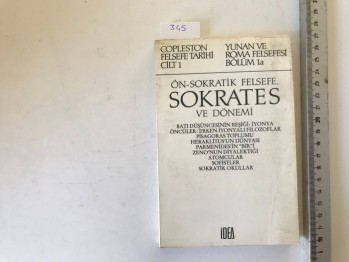 345
COPLESTON
FELSEFE TARİHİ
CİLT 1
YUNAN VE
ROMA FELSEFESİ
BÖLÜM 1a
ÖN-SOKRATİK FELSEFE
SOKRATES
VE DÖNEMİ
BATI DÜŞÜNCESİNİN BEŞİĞİ: İYONYA
ÖNCÜLER: ERKEN İYONYALI FİLOZOFLAR
PİSAGORAS TOPLUMU
HERAKLİTUS'UN DÜNYASI
PARMENİDES'İN "BİR"İ
ZENO'NUN DİYALEKTİĞİ
ATOMCULAR
SOFİSTLER
SOKRATİK OKULLAR
İDEA